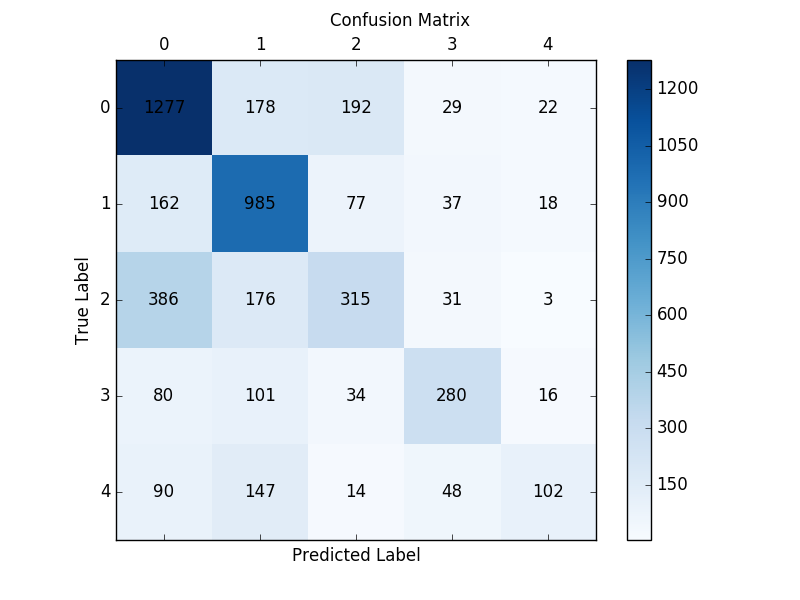 Confusion Matrix
0 1 2 3 4
0 1277 178 192 29 22
1 162 985 77 37 18
2 386 176 315 31 3
3 80 101 34 280 16
4 90 147 14 48 102
True Label
Predicted Label
1200
1050
900
750
600
450
300
150